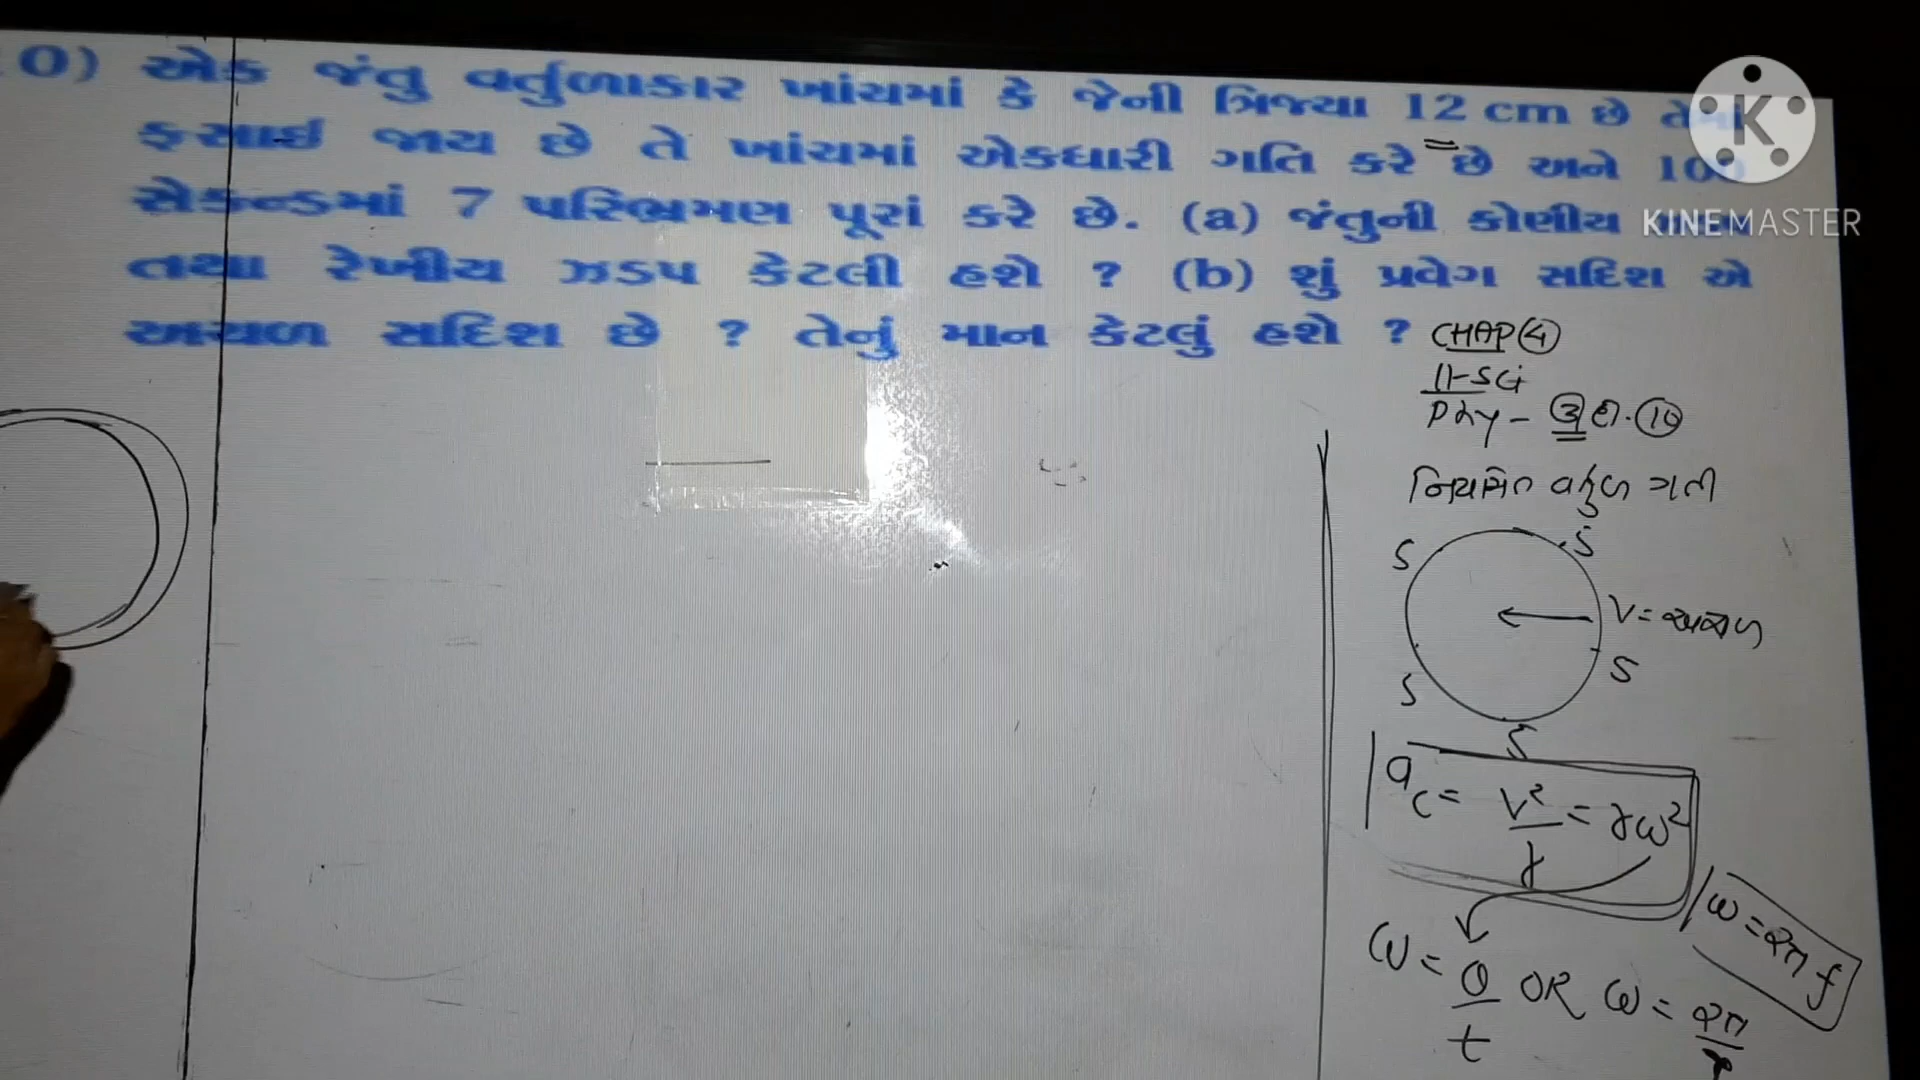 0) એક જંતુ વર્તુળાકાર ખાંચમાં કે જેની ત્રિજ્યા 12 cm છે
ફસાઈ જાય છે તે ખાંચમાં એકધારી ગતિ કરે છે અને 100
સેકન્ડમાં 7 પરિભ્રમણ પૂરાં કરે છે. (a) જંતુની કોણીય
તથા રેખીય ઝડપ કેટલી હશે ? (b) શું પ્રવેગ સદિશ એ
અચળ સદિશ છે ? તેનું માન કેટલું હશે ?
K
KINEMASTER
CHAP 4
11-SCi
Phy - ઉદા. 10
નિયમિત વર્તુળ ગતી
S S
V = અચળ
S S
S
ac = v²/r = rω²
ω = 2π f
ω = θ/t OR ω =